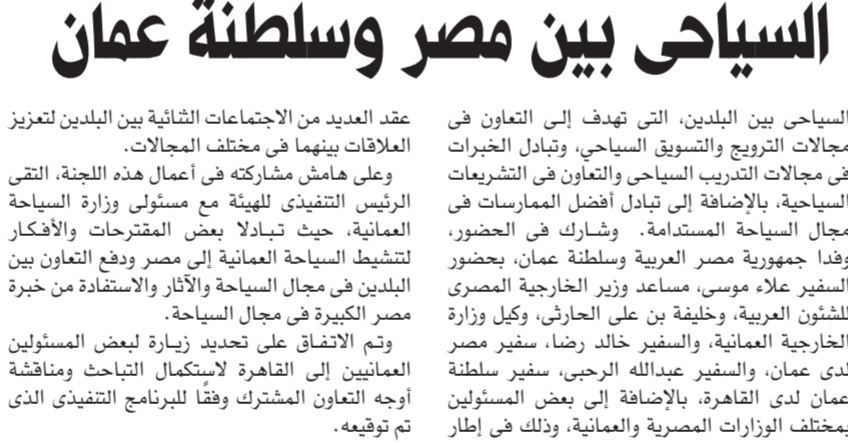 السياحى بين مصر وسلطنة عمان
السياحى بين البلدين، التى تهدف إلى التعاون فى
مجالات الترويج والتسويق السياحي، وتبادل الخبرات
فى مجالات التدريب السياحى والتعاون فى التشريعات
السياحية، بالإضافة إلى تبادل أفضل الممارسات فى
مجال السياحة المستدامة. وشارك فى الحضور،
وفدا جمهورية مصر العربية وسلطنة عمان، بحضور
السفير علاء موسى، مساعد وزير الخارجية المصرى
للشئون العربية، وخليفة بن على الحارثى، وكيل وزارة
الخارجية العمانية، والسفير خالد رضا، سفير مصر
لدى عمان، والسفير عبدالله الرحبى، سفير سلطنة
عمان لدى القاهرة، بالإضافة إلى بعض المسئولين
بمختلف الوزارات المصرية والعمانية، وذلك فى إطار
عقد العديد من الاجتماعات الثنائية بين البلدين لتعزيز
العلاقات بينهما فى مختلف المجالات.
وعلى هامش مشاركته فى أعمال هذه اللجنة، التقى
الرئيس التنفيذى للهيئة مع مسئولى وزارة السياحة
العمانية، حيث تبادلا بعض المقترحات والأفكار
لتنشيط السياحة العمانية إلى مصر ودفع التعاون بين
البلدين فى مجال السياحة والآثار والاستفادة من خبرة
مصر الكبيرة فى مجال السياحة.
وتم الاتفاق على تحديد زيارة لبعض المسئولين
العمانيين إلى القاهرة لاستكمال التباحث ومناقشة
أوجه التعاون المشترك وفقًا للبرنامج التنفيذى الذى
تم توقيعه.